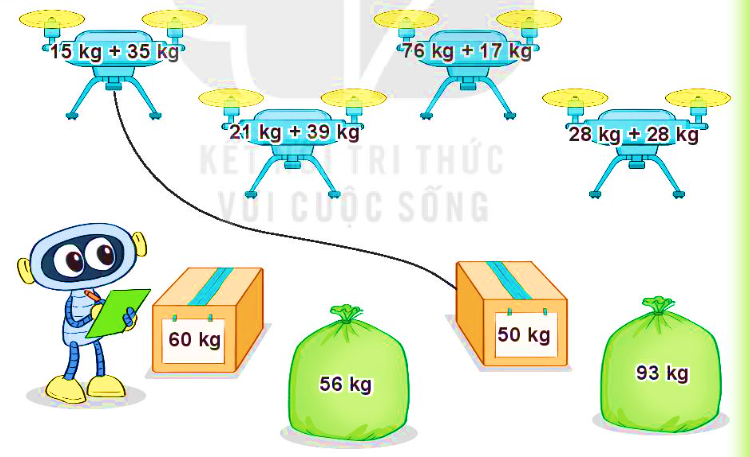 15 kg + 35 kg
76 kg + 17 kg
21 kg + 39 kg
28 kg + 28 kg
KẾT NỐI TRI THỨC
VỚI CUỘC SỐNG
60 kg
50 kg
56 kg
93 kg